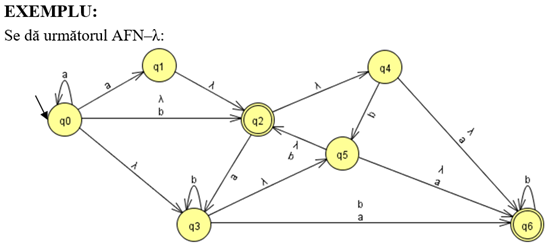 EXEMPLU:
Se dă următorul AFN–λ:
a
q1
q4
a
λ
λ
λ
b
q0
q2
b
λ
a
λ
b
q5
λ
a
λ
a
b
λ
b
b
q3
b
a
q6